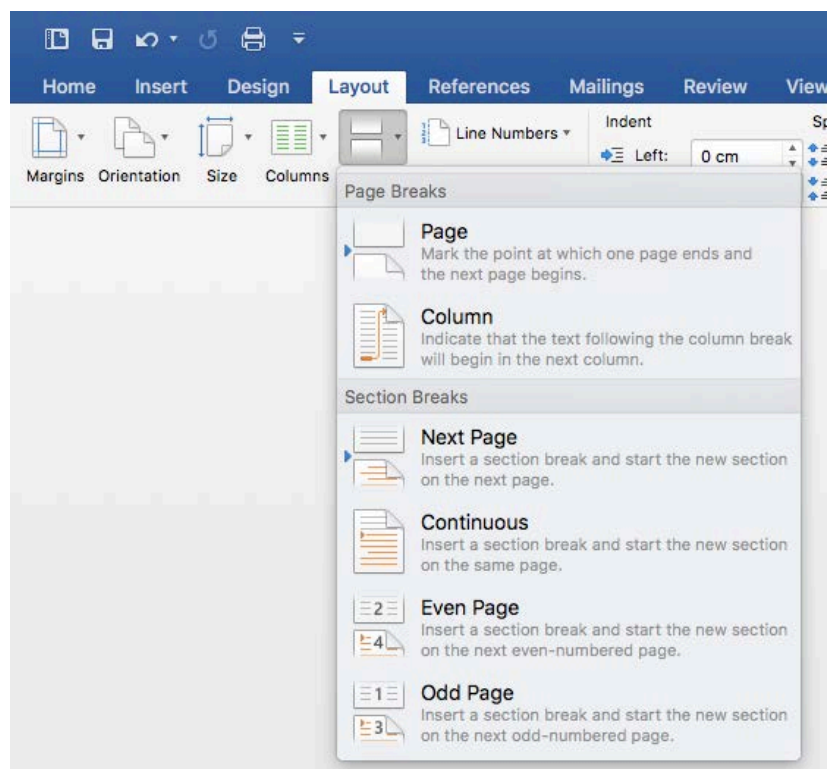 Home Insert Design Layout References Mailings Review View
Line Numbers
Indent
Left: 0 cm
Margins Orientation Size Columns
Page Breaks
Page
Mark the point at which one page ends and
the next page begins.
Column
Indicate that the text following the column break
will begin in the next column.
Section Breaks
Next Page
Insert a section break and start the new section
on the next page.
Continuous
Insert a section break and start the new section
on the same page.
2
4
Even Page
Insert a section break and start the new section
on the next even-numbered page.
1
3
Odd Page
Insert a section break and start the new section
on the next odd-numbered page.